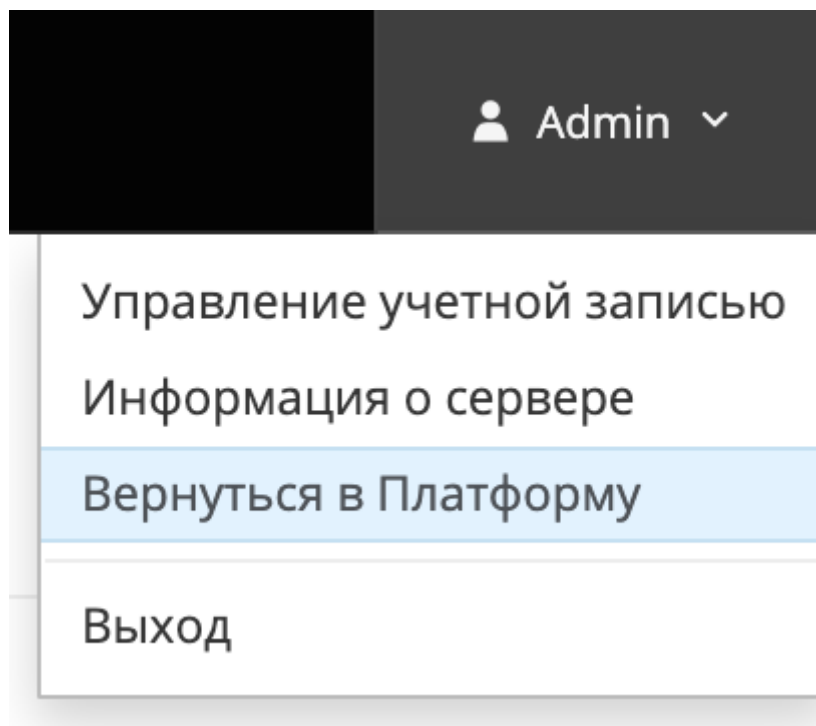 Admin
Управление учетной записью
Информация о сервере
Вернуться в Платформу
Выход